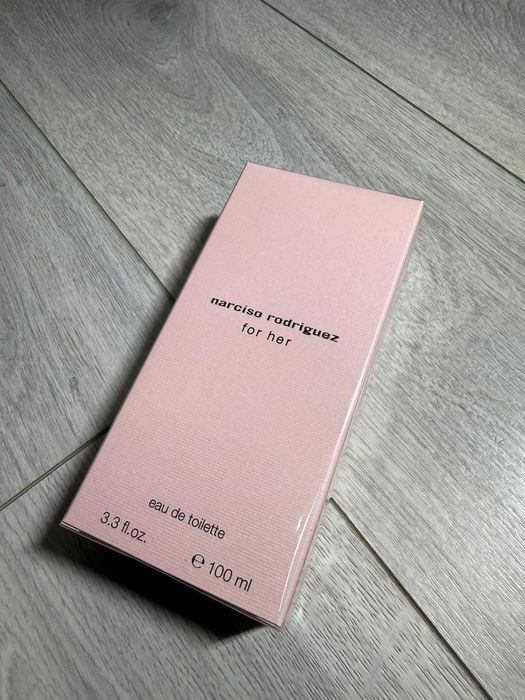 narciso rodriguez
for her
eau de toilette
3.3 fl.oz.
℮ 100 ml